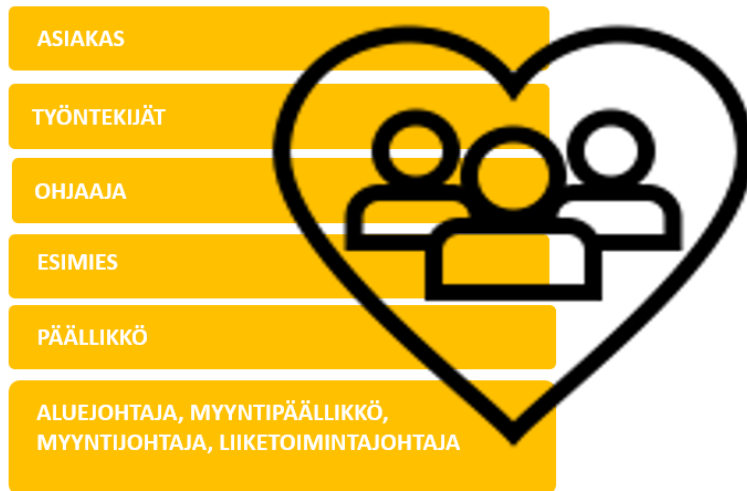 ASIAKAS
TYÖNTEKIJÄT
OHJAAJA
ESIMIES
PÄÄLLIKKÖ
ALUEJOHTAJA, MYYNTIPÄÄLLIKKÖ,
MYYNTIJOHTAJA, LIIKETOIMINTAJOHTAJA